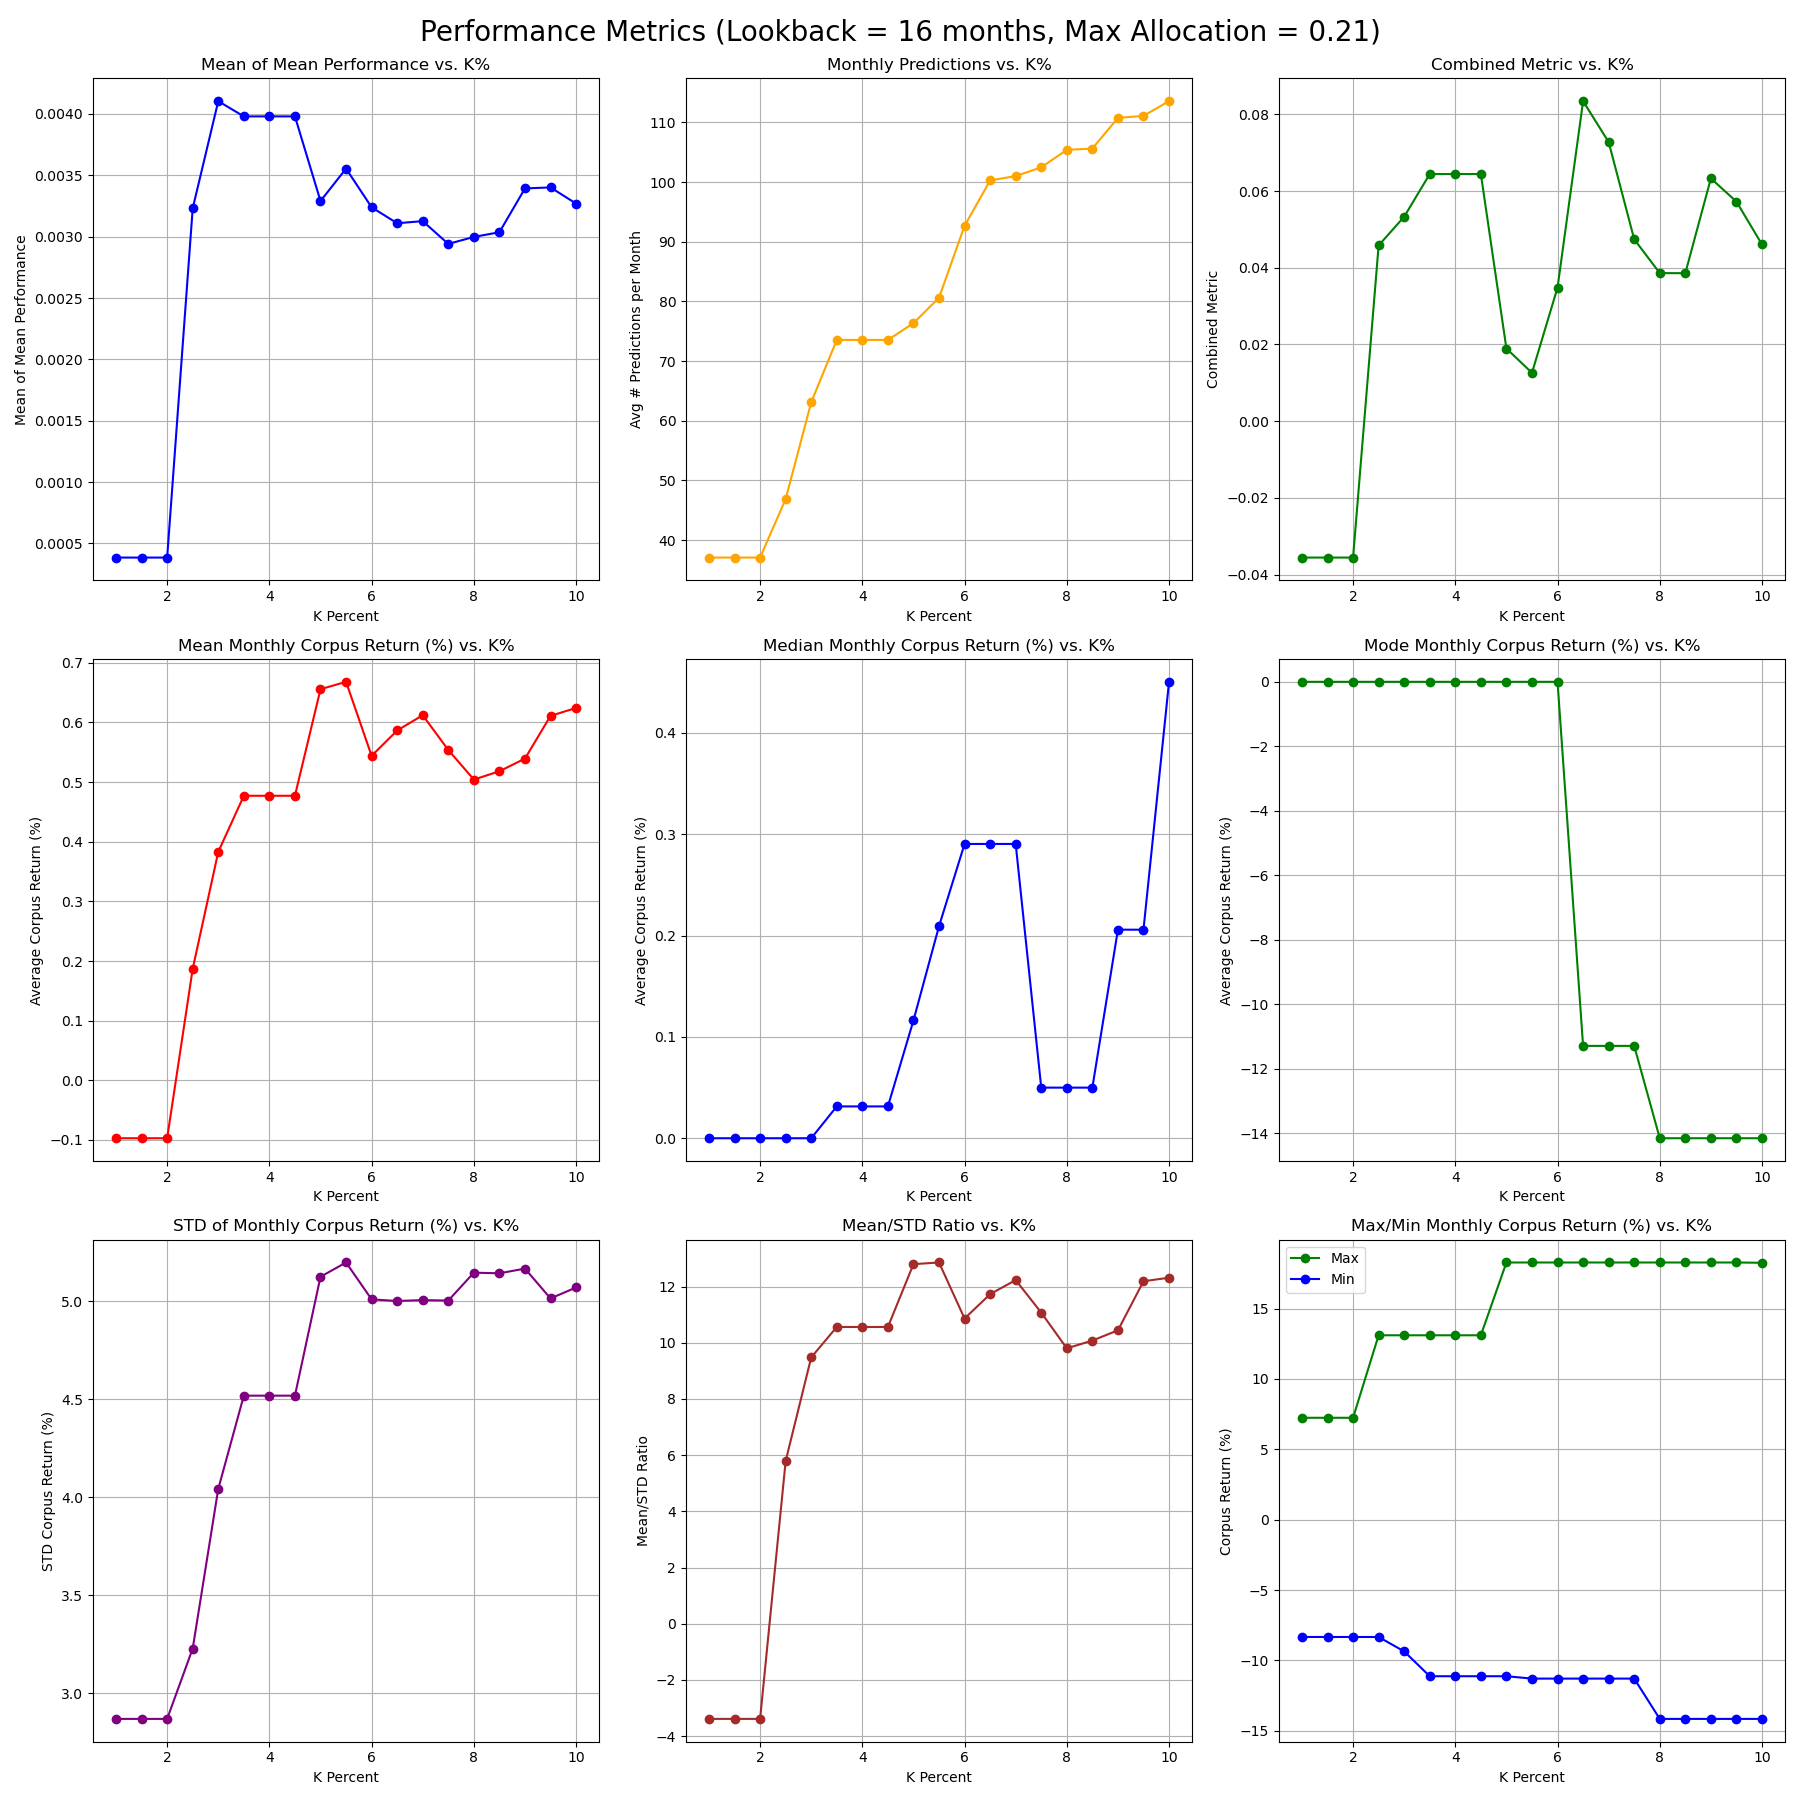 Performance Metrics (Lookback = 16 months, Max Allocation = 0.21)
Mean of Mean Performance vs. K%
Mean of Mean Performance
0.0040
0.0035
0.0030
0.0025
0.0020
0.0015
0.0010
0.0005
2 4 6 8 10
K Percent
Monthly Predictions vs. K%
Avg # Predictions per Month
110
100
90
80
70
60
50
40
2 4 6 8 10
K Percent
Combined Metric vs. K%
Combined Metric
0.08
0.06
0.04
0.02
0.00
−0.02
−0.04
2 4 6 8 10
K Percent
Mean Monthly Corpus Return (%) vs. K%
Average Corpus Return (%)
0.7
0.6
0.5
0.4
0.3
0.2
0.1
0.0
−0.1
2 4 6 8 10
K Percent
Median Monthly Corpus Return (%) vs. K%
Average Corpus Return (%)
0.4
0.3
0.2
0.1
0.0
2 4 6 8 10
K Percent
Mode Monthly Corpus Return (%) vs. K%
Average Corpus Return (%)
0
−2
−4
−6
−8
−10
−12
−14
2 4 6 8 10
K Percent
STD of Monthly Corpus Return (%) vs. K%
STD Corpus Return (%)
5.0
4.5
4.0
3.5
3.0
2 4 6 8 10
K Percent
Mean/STD Ratio vs. K%
Mean/STD Ratio
12
10
8
6
4
2
0
−2
−4
2 4 6 8 10
K Percent
Max/Min Monthly Corpus Return (%) vs. K%
Max
Min
Corpus Return (%)
15
10
5
0
−5
−10
−15
2 4 6 8 10
K Percent